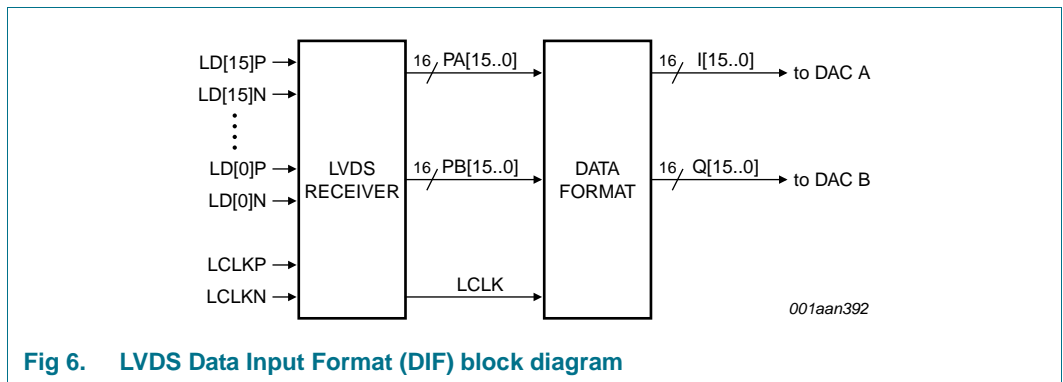 LD[15]P
LD[15]N
LD[0]P
LD[0]N
LCLKP
LCLKN
LVDS
RECEIVER
16 PA[15..0]
16 PB[15..0]
LCLK
DATA
FORMAT
16 I[15..0]
to DAC A
16 Q[15..0]
to DAC B
001aan392
Fig 6. LVDS Data Input Format (DIF) block diagram